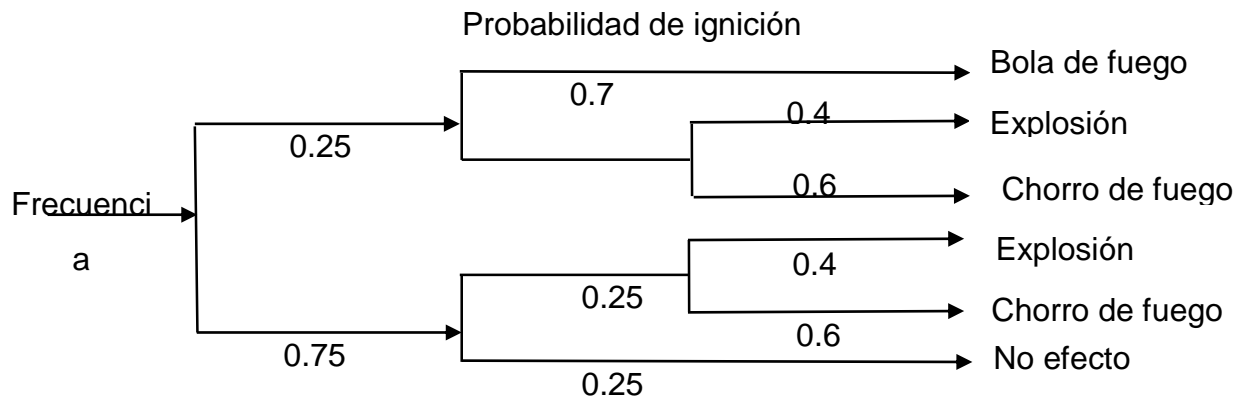 Probabilidad de ignición
Bola de fuego
0.7
0.4
Explosión
0.25
0.6
Chorro de fuego
Frecuenci
a
Explosión
0.4
0.25
Chorro de fuego
0.6
0.75
No efecto
0.25